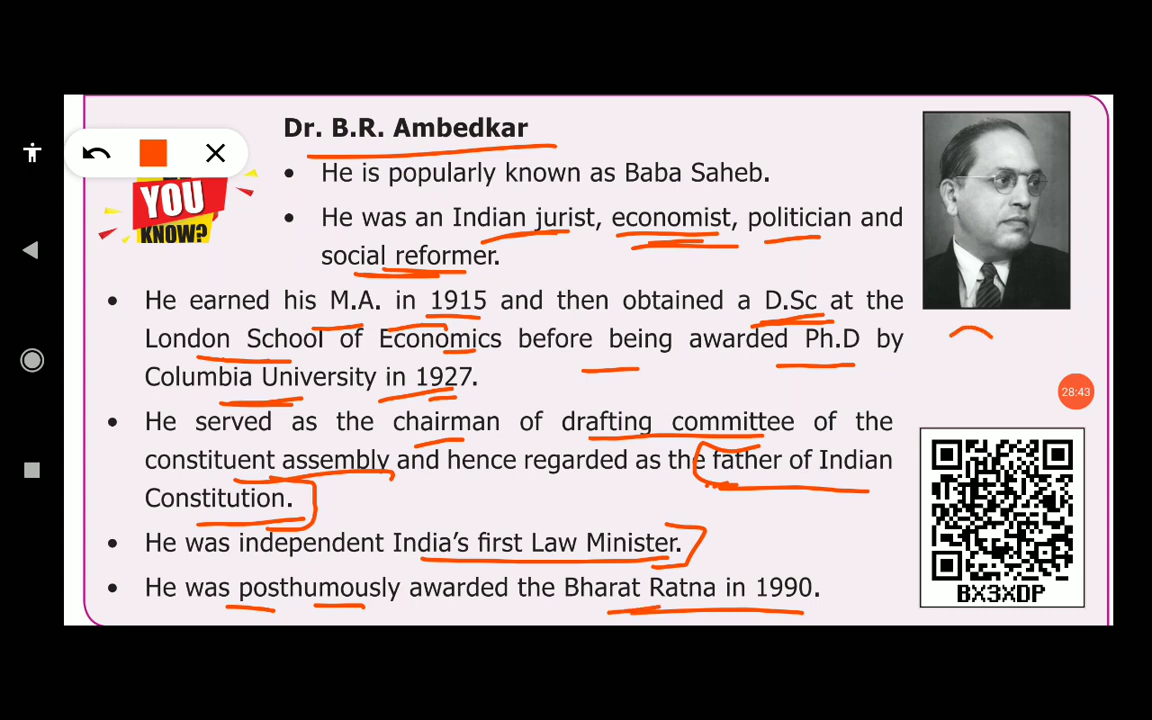 Dr. B.R. Ambedkar
• He is popularly known as Baba Saheb.
YOU
KNOW?
• He was an Indian jurist, economist, politician and
social reformer.
• He earned his M.A. in 1915 and then obtained a D.Sc at the
London School of Economics before being awarded Ph.D by
Columbia University in 1927.
28:43
• He served as the chairman of drafting committee of the
constituent assembly and hence regarded as the father of Indian
Constitution.
• He was independent India's first Law Minister.
• He was posthumously awarded the Bharat Ratna in 1990.
BX3XDP